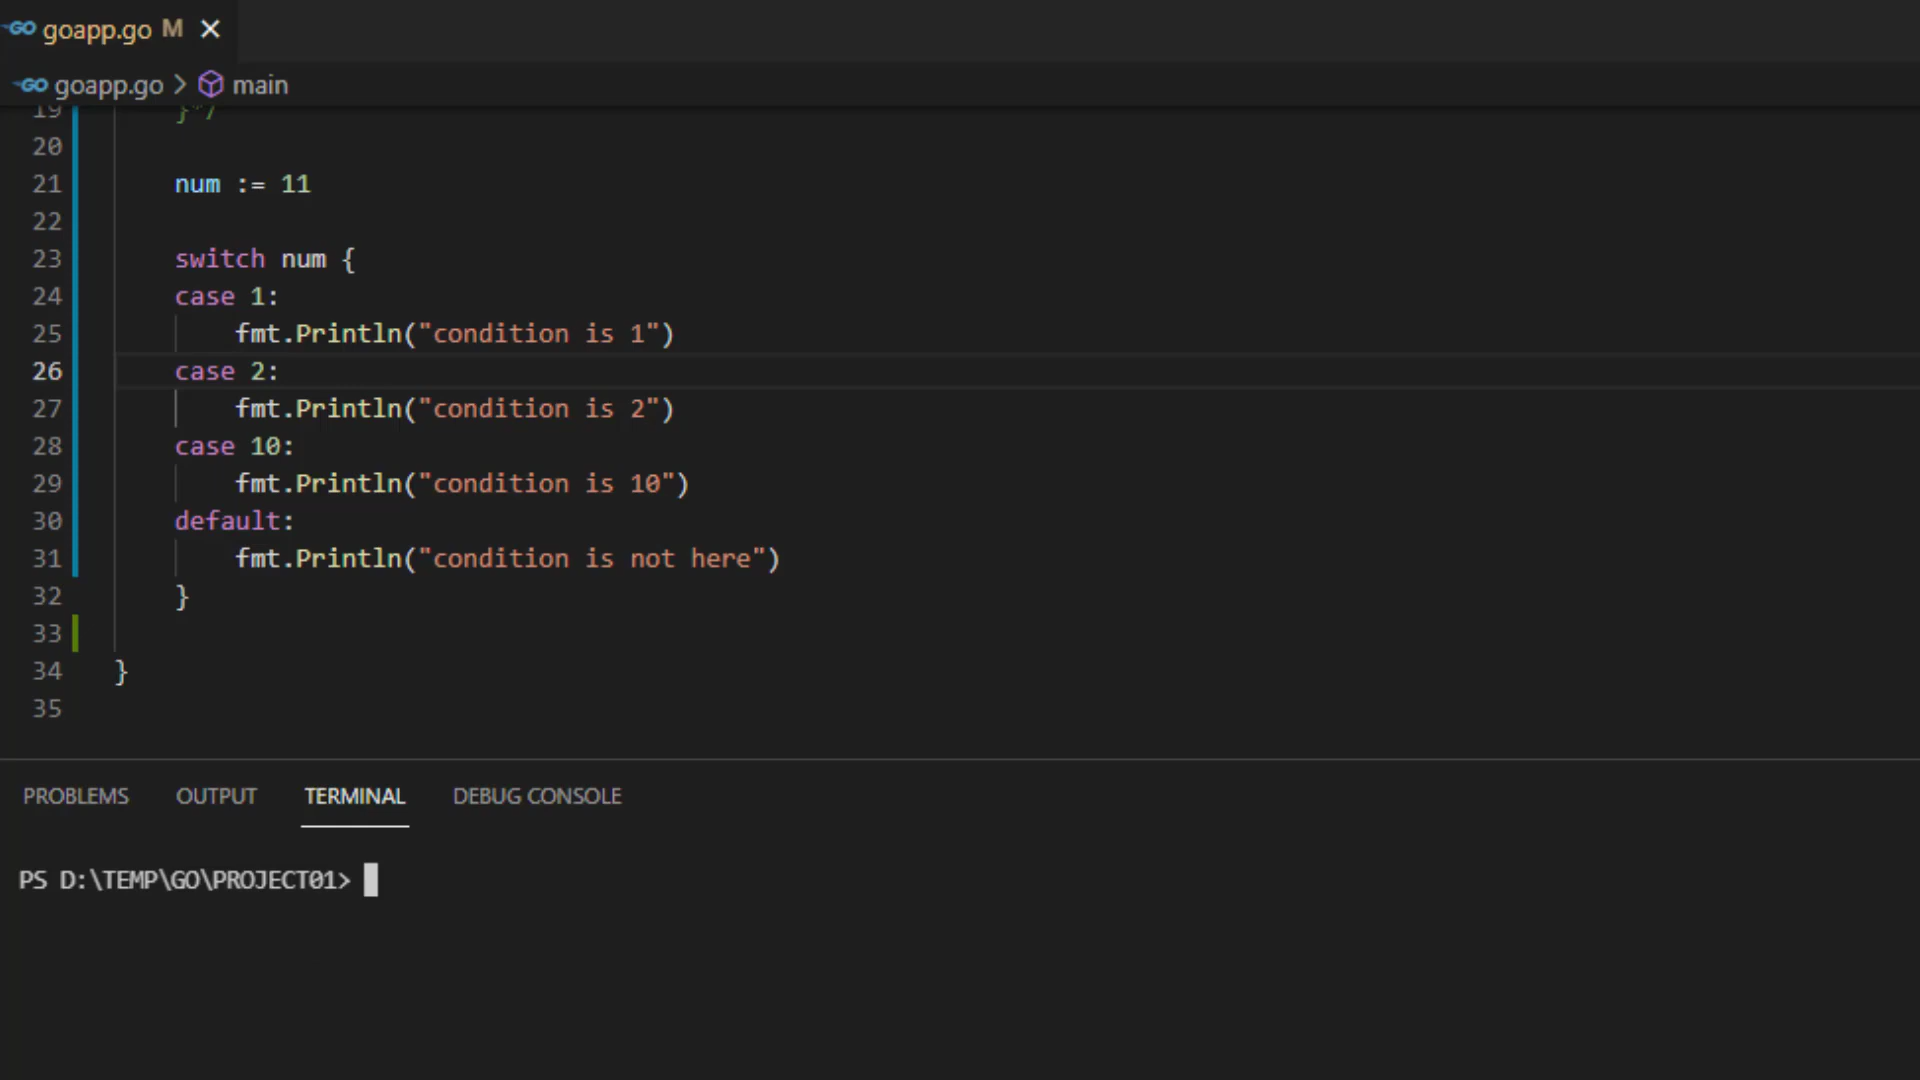 GO goapp.go M
GO goapp.go > main
19 }*/
20
21 num := 11
22
23 switch num {
24 case 1:
25 fmt.Println("condition is 1")
26 case 2:
27 fmt.Println("condition is 2")
28 case 10:
29 fmt.Println("condition is 10")
30 default:
31 fmt.Println("condition is not here")
32 }
33
34 }
35
PROBLEMS OUTPUT TERMINAL DEBUG CONSOLE
PS D:\TEMP\GO\PROJECT01>